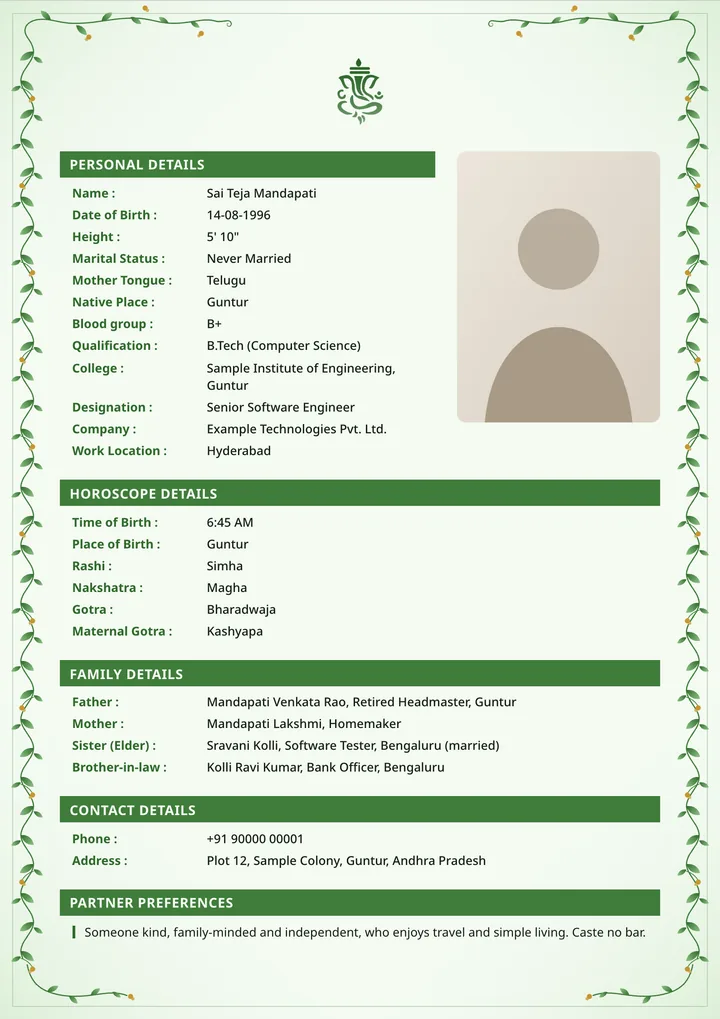 PERSONAL DETAILS
Name : Sai Teja Mandapati
Date of Birth : 14-08-1996
Height : 5' 10"
Marital Status : Never Married
Mother Tongue : Telugu
Native Place : Guntur
Blood group : B+
Qualification : B.Tech (Computer Science)
College : Sample Institute of Engineering,
Guntur
Designation : Senior Software Engineer
Company : Example Technologies Pvt. Ltd.
Work Location : Hyderabad
HOROSCOPE DETAILS
Time of Birth : 6:45 AM
Place of Birth : Guntur
Rashi : Simha
Nakshatra : Magha
Gotra : Bharadwaja
Maternal Gotra : Kashyapa
FAMILY DETAILS
Father : Mandapati Venkata Rao, Retired Headmaster, Guntur
Mother : Mandapati Lakshmi, Homemaker
Sister (Elder) : Sravani Kolli, Software Tester, Bengaluru (married)
Brother-in-law : Kolli Ravi Kumar, Bank Officer, Bengaluru
CONTACT DETAILS
Phone : +91 90000 00001
Address : Plot 12, Sample Colony, Guntur, Andhra Pradesh
PARTNER PREFERENCES
Someone kind, family-minded and independent, who enjoys travel and simple living. Caste no bar.